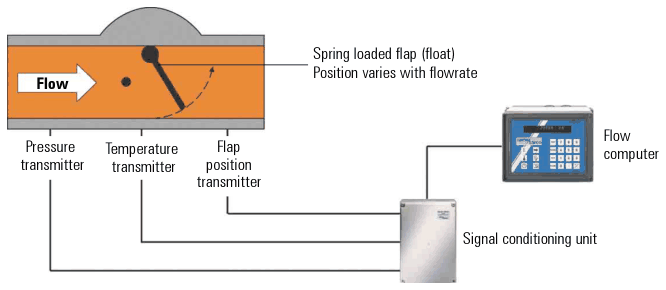 Spring loaded flap (float)
Position varies with flowrate
Flow
Pressure
transmitter
Temperature
transmitter
Flap
position
transmitter
Flow
computer
Signal conditioning unit